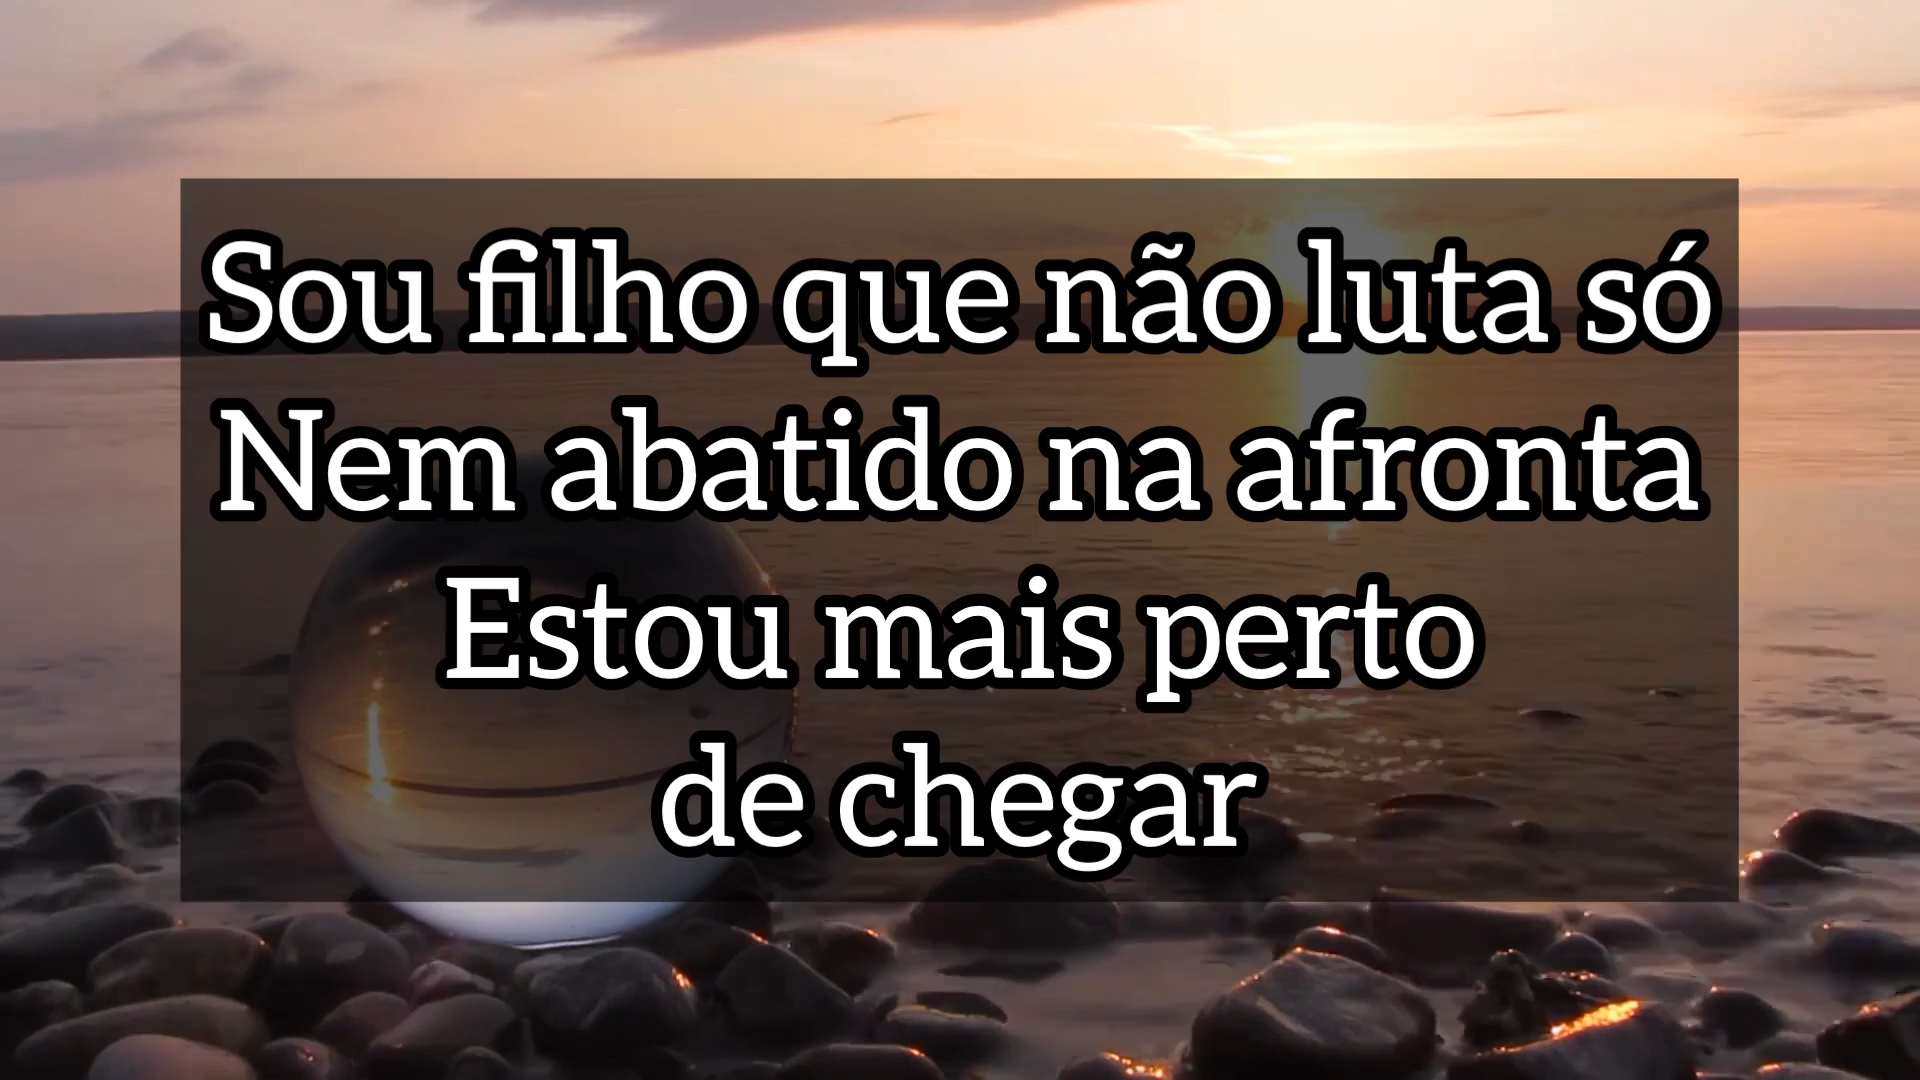 Sou filho que não luta só
Nem abatido na afronta
Estou mais perto
de chegar